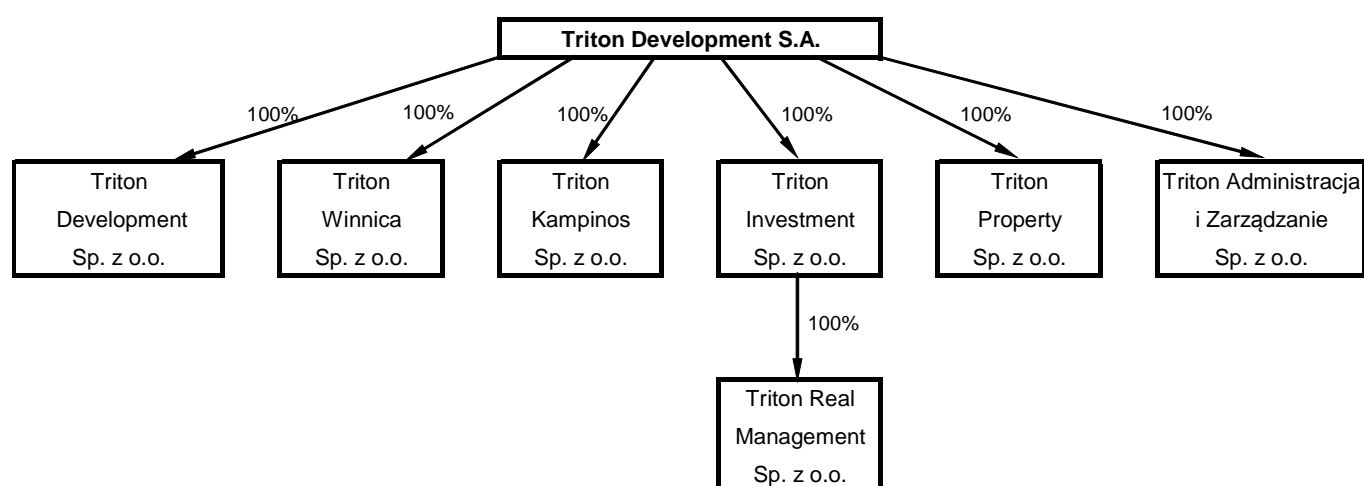 Triton Development S.A.
100%
100%
100%
100%
100%
100%
Triton
Development
Sp. z o.o.
Triton
Winnica
Sp. z o.o.
Triton
Kampinos
Sp. z o.o.
Triton
Investment
Sp. z o.o.
Triton
Property
Sp. z o.o.
Triton Administracja
i Zarządzanie
Sp. z o.o.
100%
Triton Real
Management
Sp. z o.o.